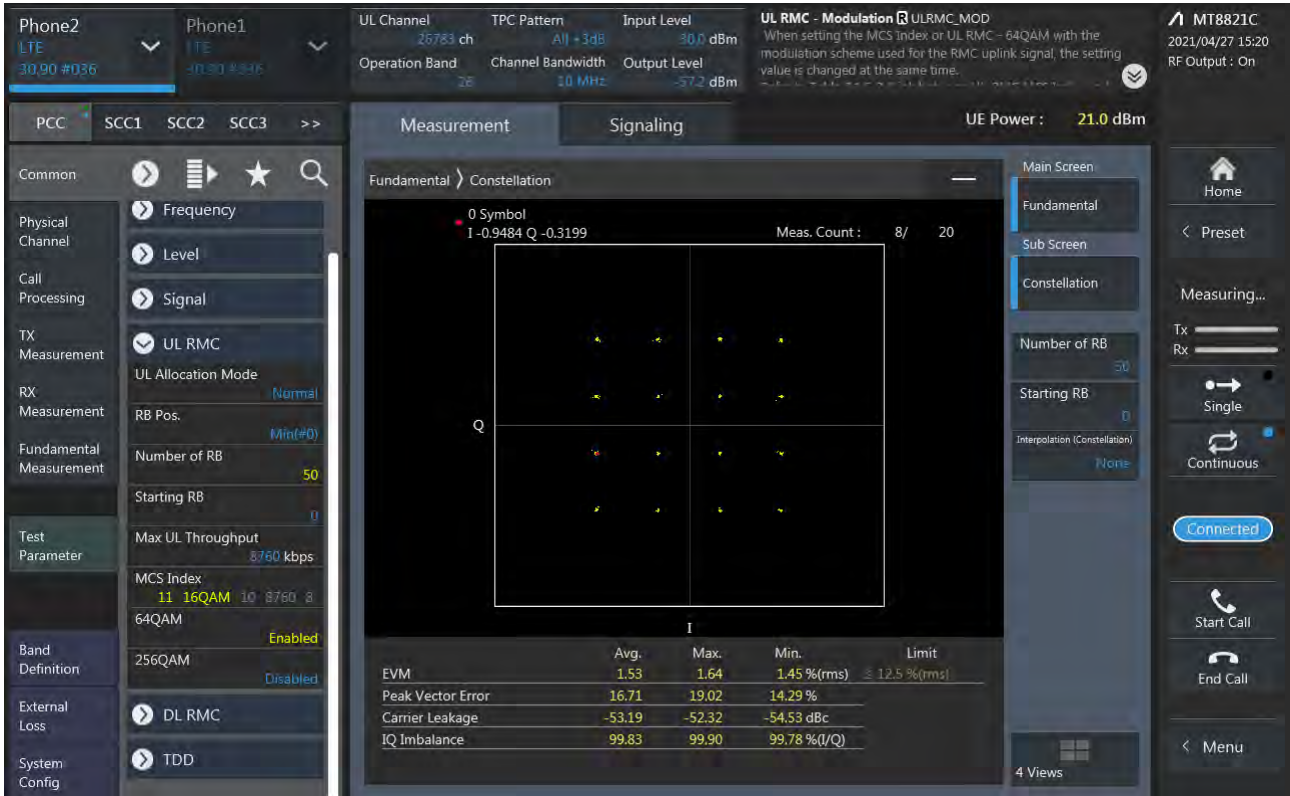 Phone2
LTE
30.90 #036
Phone1
LTE
30.90 #036
UL Channel
26783 ch
TPC Pattern
All +3dB
Input Level
30.0 dBm
Operation Band
26
Channel Bandwidth
10 MHz
Output Level
-57.2 dBm
UL RMC - Modulation R ULRMC_MOD
When setting the MCS Index or UL RMC - 64QAM with the
modulation scheme used for the RMC uplink signal, the setting
value is changed at the same time.
MT8821C
2021/04/27 15:20
RF Output : On
PCC SCC1 SCC2 SCC3 >>
Measurement
Signaling
UE Power : 21.0 dBm
Common
Physical
Channel
Call
Processing
TX
Measurement
RX
Measurement
Fundamental
Measurement
Test
Parameter
Band
Definition
External
Loss
System
Config
Frequency
Level
Signal
UL RMC
UL Allocation Mode
Normal
RB Pos.
Min(#0)
Number of RB
50
Starting RB
0
Max UL Throughput
8760 kbps
MCS Index
11 16QAM 10 8760 8
64QAM
Enabled
256QAM
Disabled
DL RMC
TDD
Fundamental 〉 Constellation
0 Symbol
I -0.9484 Q -0.3199
Meas. Count : 8/ 20
Q
I
Avg. Max. Min. Limit
EVM 1.53 1.64 1.45 %(rms) ≤ 12.5 %(rms)
Peak Vector Error 16.71 19.02 14.29 %
Carrier Leakage -53.19 -52.32 -54.53 dBc
IQ Imbalance 99.83 99.90 99.78 %(I/Q)
Main Screen
Fundamental
Sub Screen
Constellation
Number of RB
50
Starting RB
0
Interpolation (Constellation)
None
4 Views
Home
< Preset
Measuring...
Tx
Rx
Single
Continuous
Connected
Start Call
End Call
< Menu